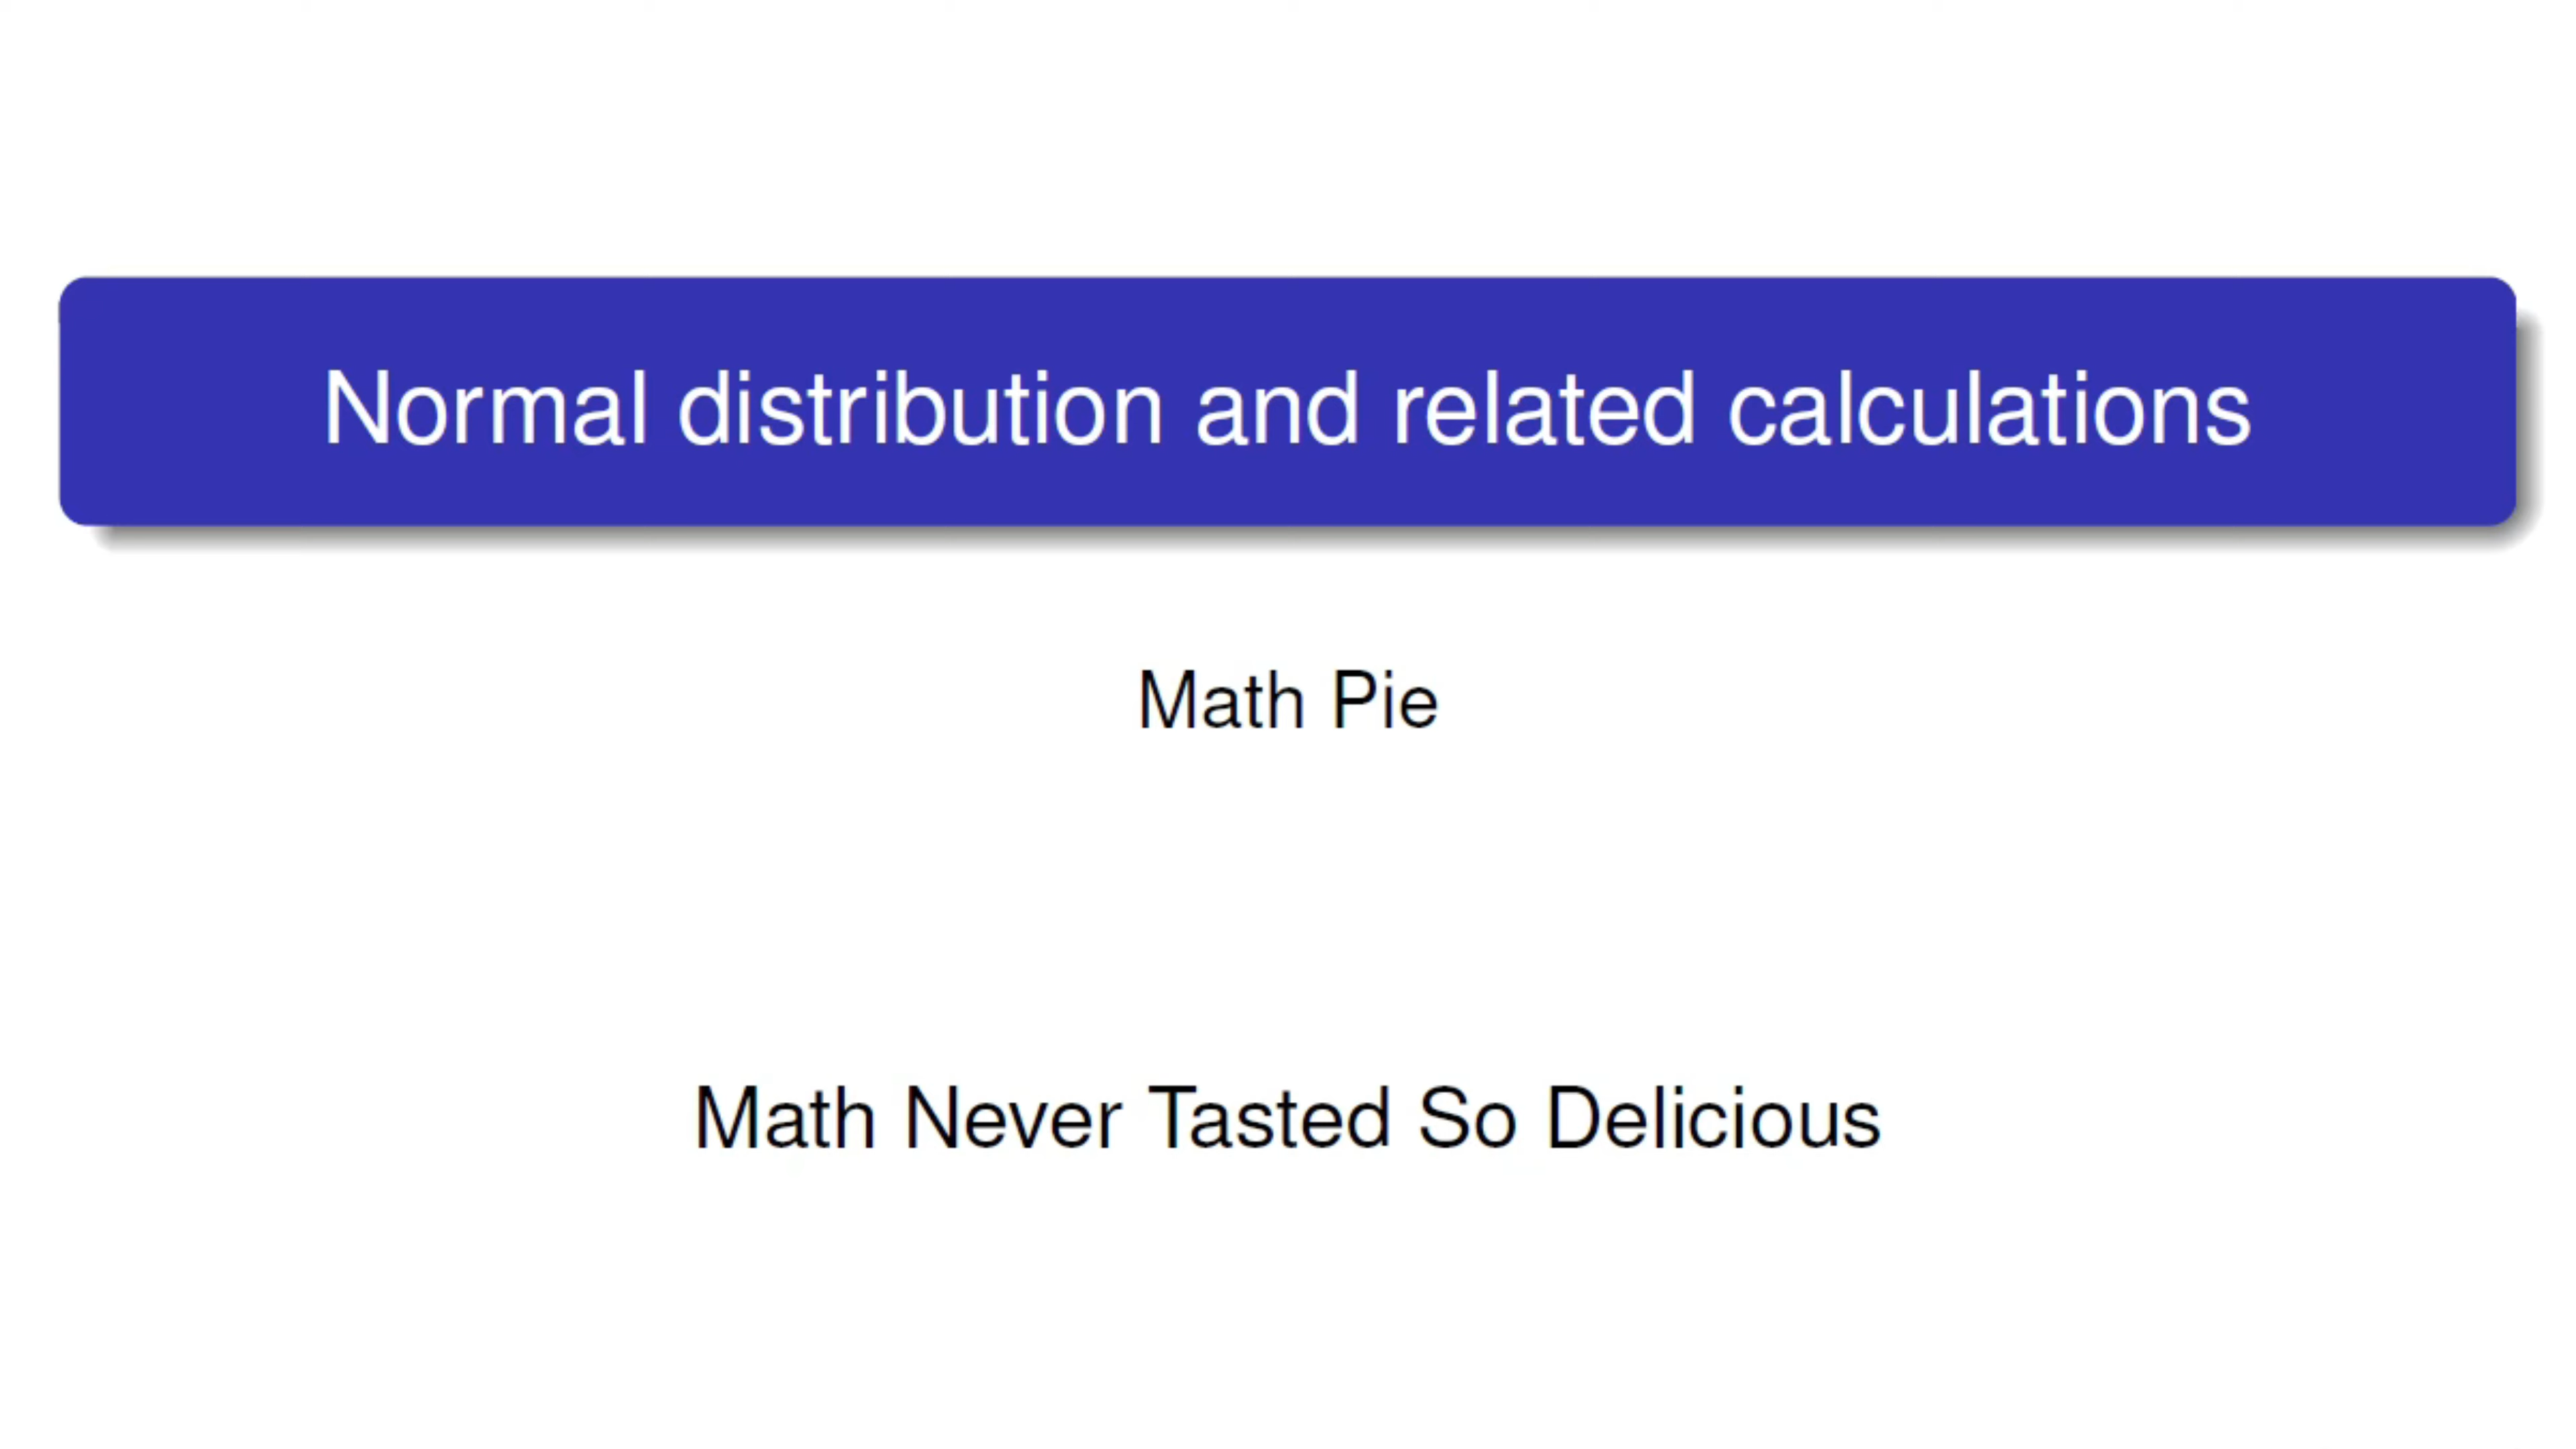 Normal distribution and related calculations
Math Pie
Math Never Tasted So Delicious